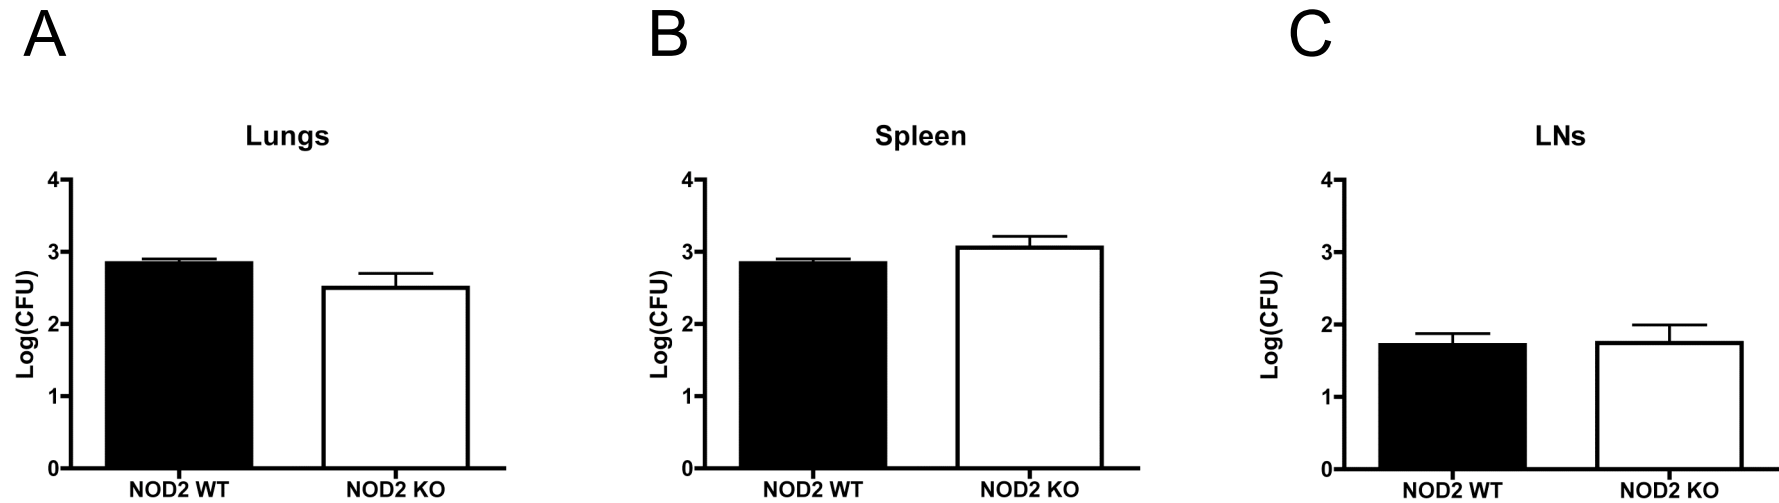 A
B
C
Lungs
4
3
2
1
0
Log(CFU)
NOD2 WT
NOD2 KO
Spleen
4
3
2
1
0
Log(CFU)
NOD2 WT
NOD2 KO
LNs
4
3
2
1
0
Log(CFU)
NOD2 WT
NOD2 KO